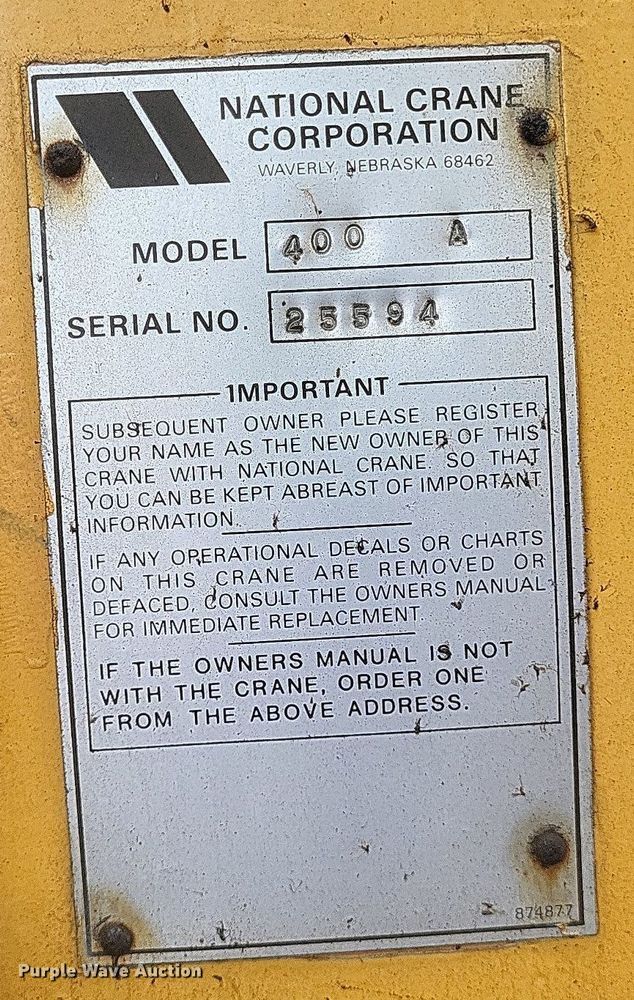 NATIONAL CRANE
CORPORATION
WAVERLY, NEBRASKA 68462
MODEL 400 A
SERIAL NO. 25594
IMPORTANT
SUBSEQUENT OWNER PLEASE REGISTER
YOUR NAME AS THE NEW OWNER OF THIS
CRANE WITH NATIONAL CRANE. SO THAT
YOU CAN BE KEPT ABREAST OF IMPORTANT
INFORMATION.
IF ANY OPERATIONAL DECALS OR CHARTS
ON THIS CRANE ARE REMOVED OR
DEFACED, CONSULT THE OWNERS MANUAL
FOR IMMEDIATE REPLACEMENT.
IF THE OWNERS MANUAL IS NOT
WITH THE CRANE, ORDER ONE
FROM THE ABOVE ADDRESS.
874877
Purple Wave Auction